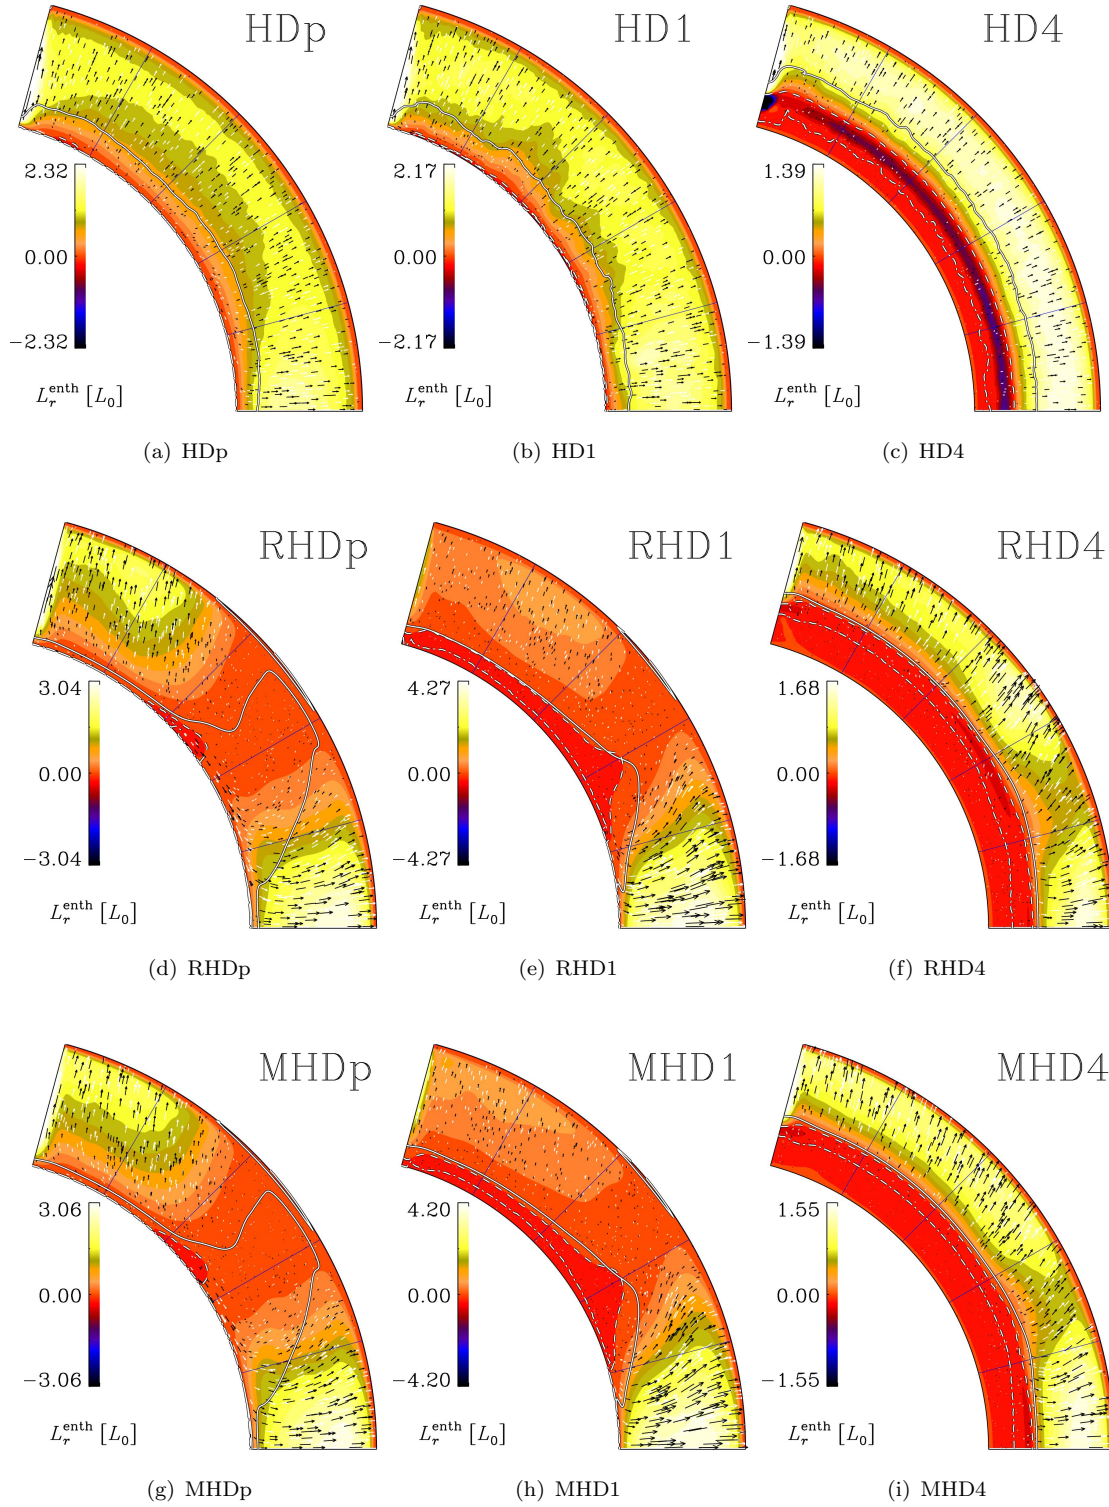 HDp
2.32
0.00
−2.32
L_r^enth [L_0]
(a) HDp
HD1
2.17
0.00
−2.17
L_r^enth [L_0]
(b) HD1
HD4
1.39
0.00
−1.39
L_r^enth [L_0]
(c) HD4
RHDp
3.04
0.00
−3.04
L_r^enth [L_0]
(d) RHDp
RHD1
4.27
0.00
−4.27
L_r^enth [L_0]
(e) RHD1
RHD4
1.68
0.00
−1.68
L_r^enth [L_0]
(f) RHD4
MHDp
3.06
0.00
−3.06
L_r^enth [L_0]
(g) MHDp
MHD1
4.20
0.00
−4.20
L_r^enth [L_0]
(h) MHD1
MHD4
1.55
0.00
−1.55
L_r^enth [L_0]
(i) MHD4